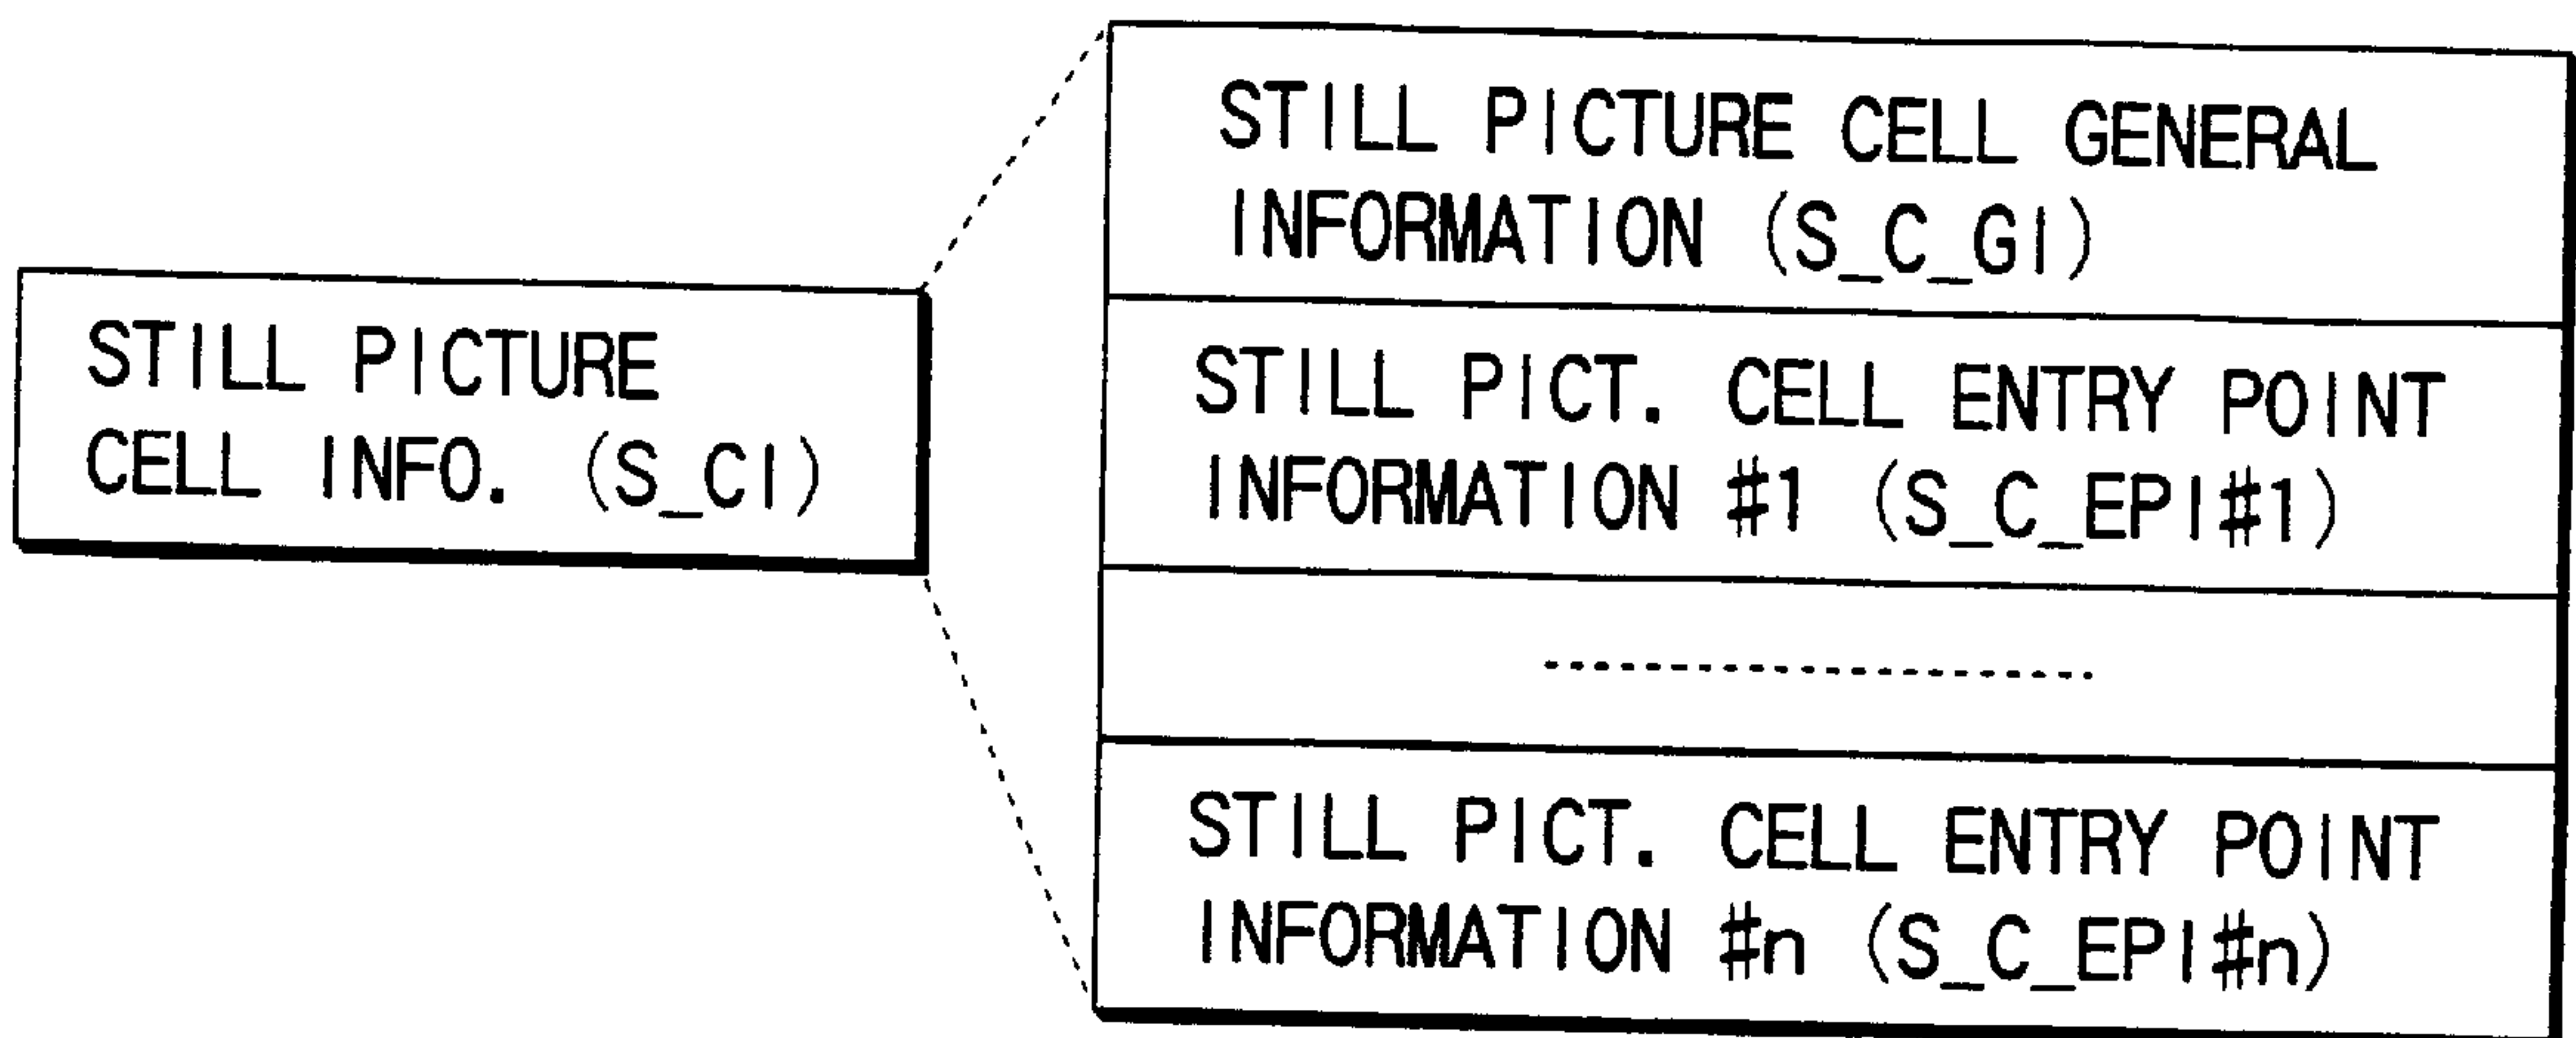 STILL PICTURE
CELL INFO. (S_CI)
STILL PICTURE CELL GENERAL
INFORMATION (S_C_GI)
STILL PICT. CELL ENTRY POINT
INFORMATION #1 (S_C_EPI#1)
STILL PICT. CELL ENTRY POINT
INFORMATION #n (S_C_EPI#n)